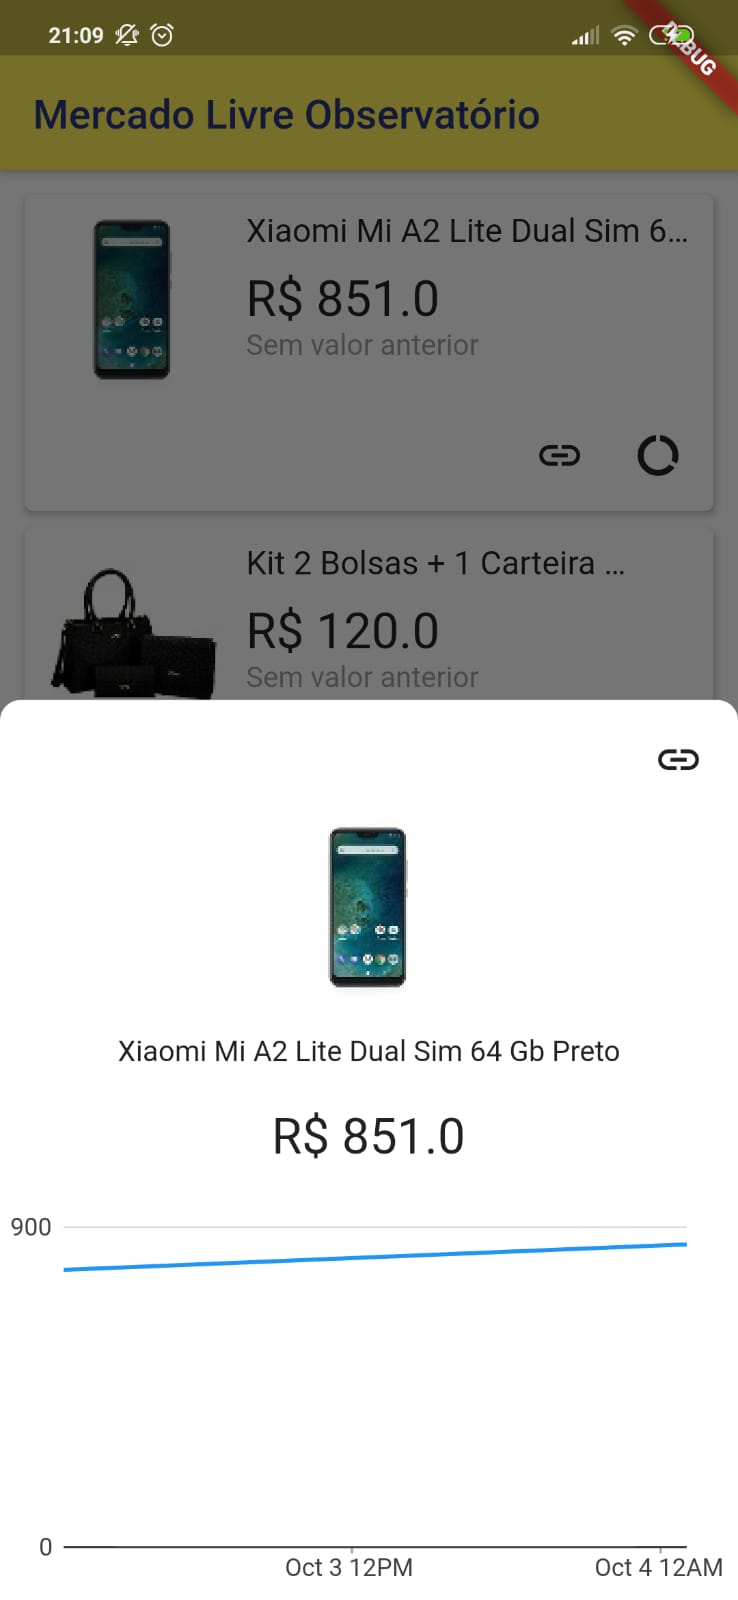 21:09
DEBUG
Mercado Livre Observatório
Xiaomi Mi A2 Lite Dual Sim 6...
R$ 851.0
Sem valor anterior
Kit 2 Bolsas + 1 Carteira ...
R$ 120.0
Sem valor anterior
Xiaomi Mi A2 Lite Dual Sim 64 Gb Preto
R$ 851.0
900
0
Oct 3 12PM
Oct 4 12AM